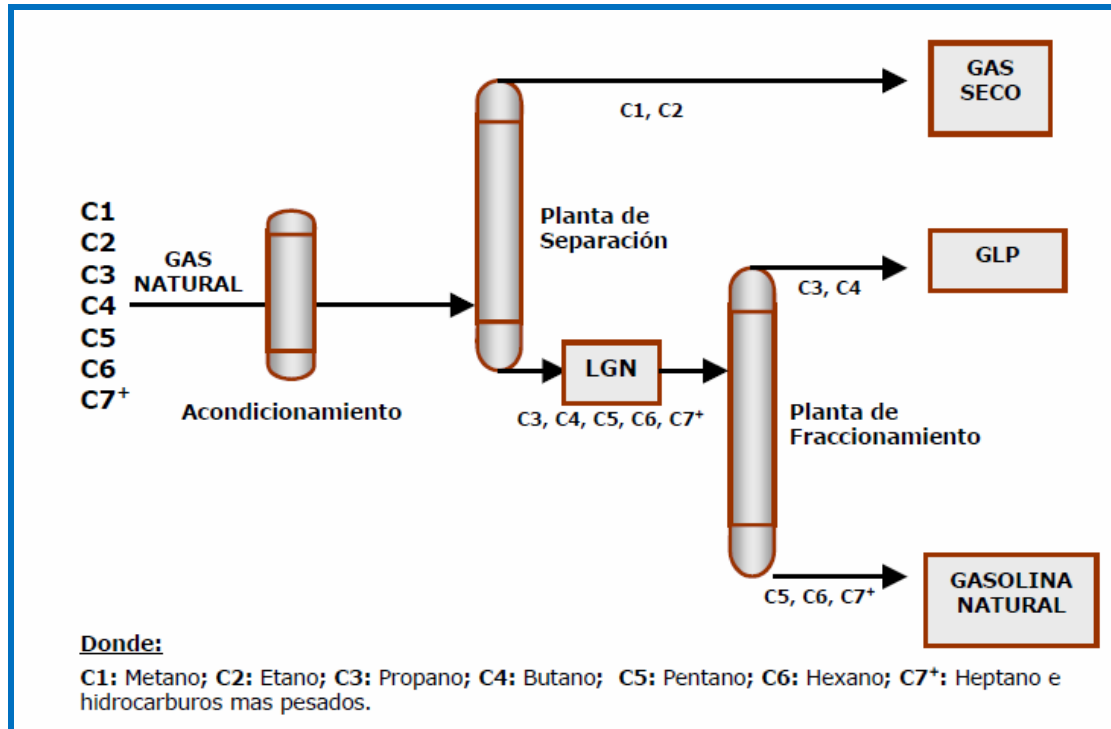 GAS
SECO
C1, C2
C1
C2
C3
C4
C5
C6
C7+
GAS
NATURAL
Acondicionamiento
Planta de
Separación
GLP
C3, C4
LGN
C3, C4, C5, C6, C7+
Planta de
Fraccionamiento
GASOLINA
NATURAL
C5, C6, C7+
Donde:
C1: Metano; C2: Etano; C3: Propano; C4: Butano; C5: Pentano; C6: Hexano; C7+: Heptano e
hidrocarburos mas pesados.